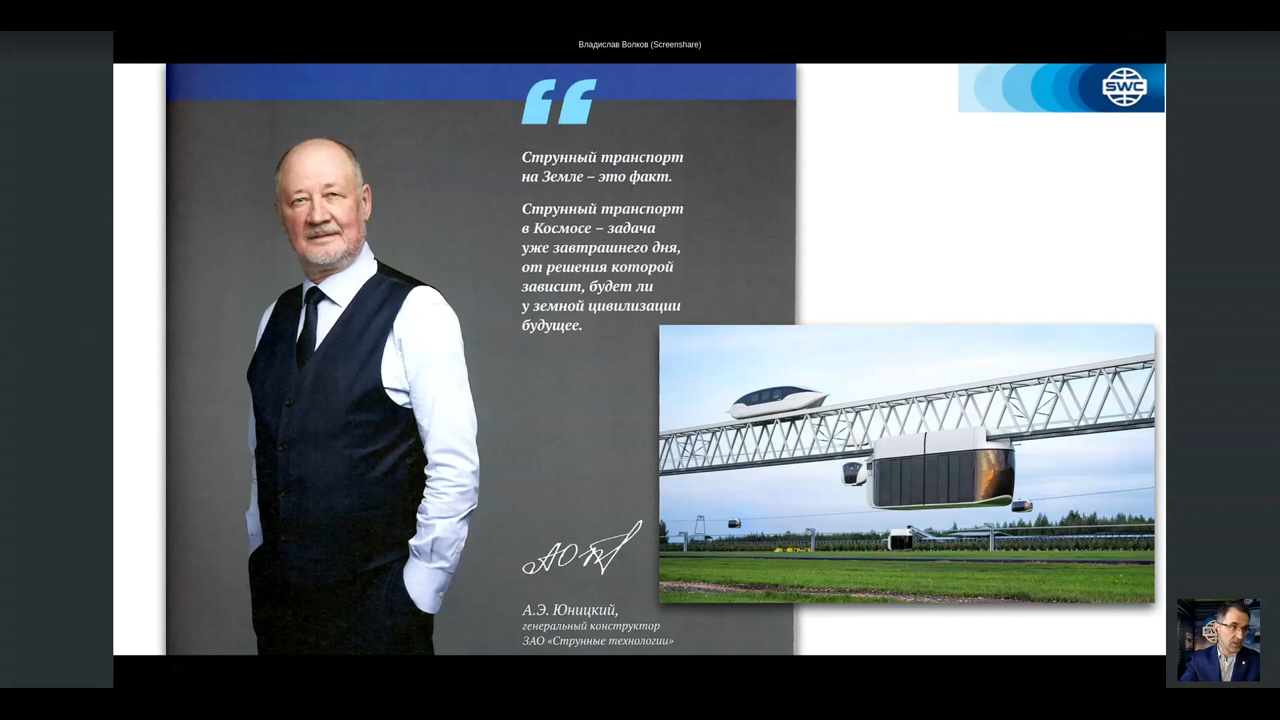 Владислав Волков (Screenshare)
SWC
Струнный транспорт
на Земле – это факт.
Струнный транспорт
в Космосе – задача
уже завтрашнего дня,
от решения которой
зависит, будет ли
у земной цивилизации
будущее.
А.Э. Юницкий,
генеральный конструктор
ЗАО «Струнные технологии»